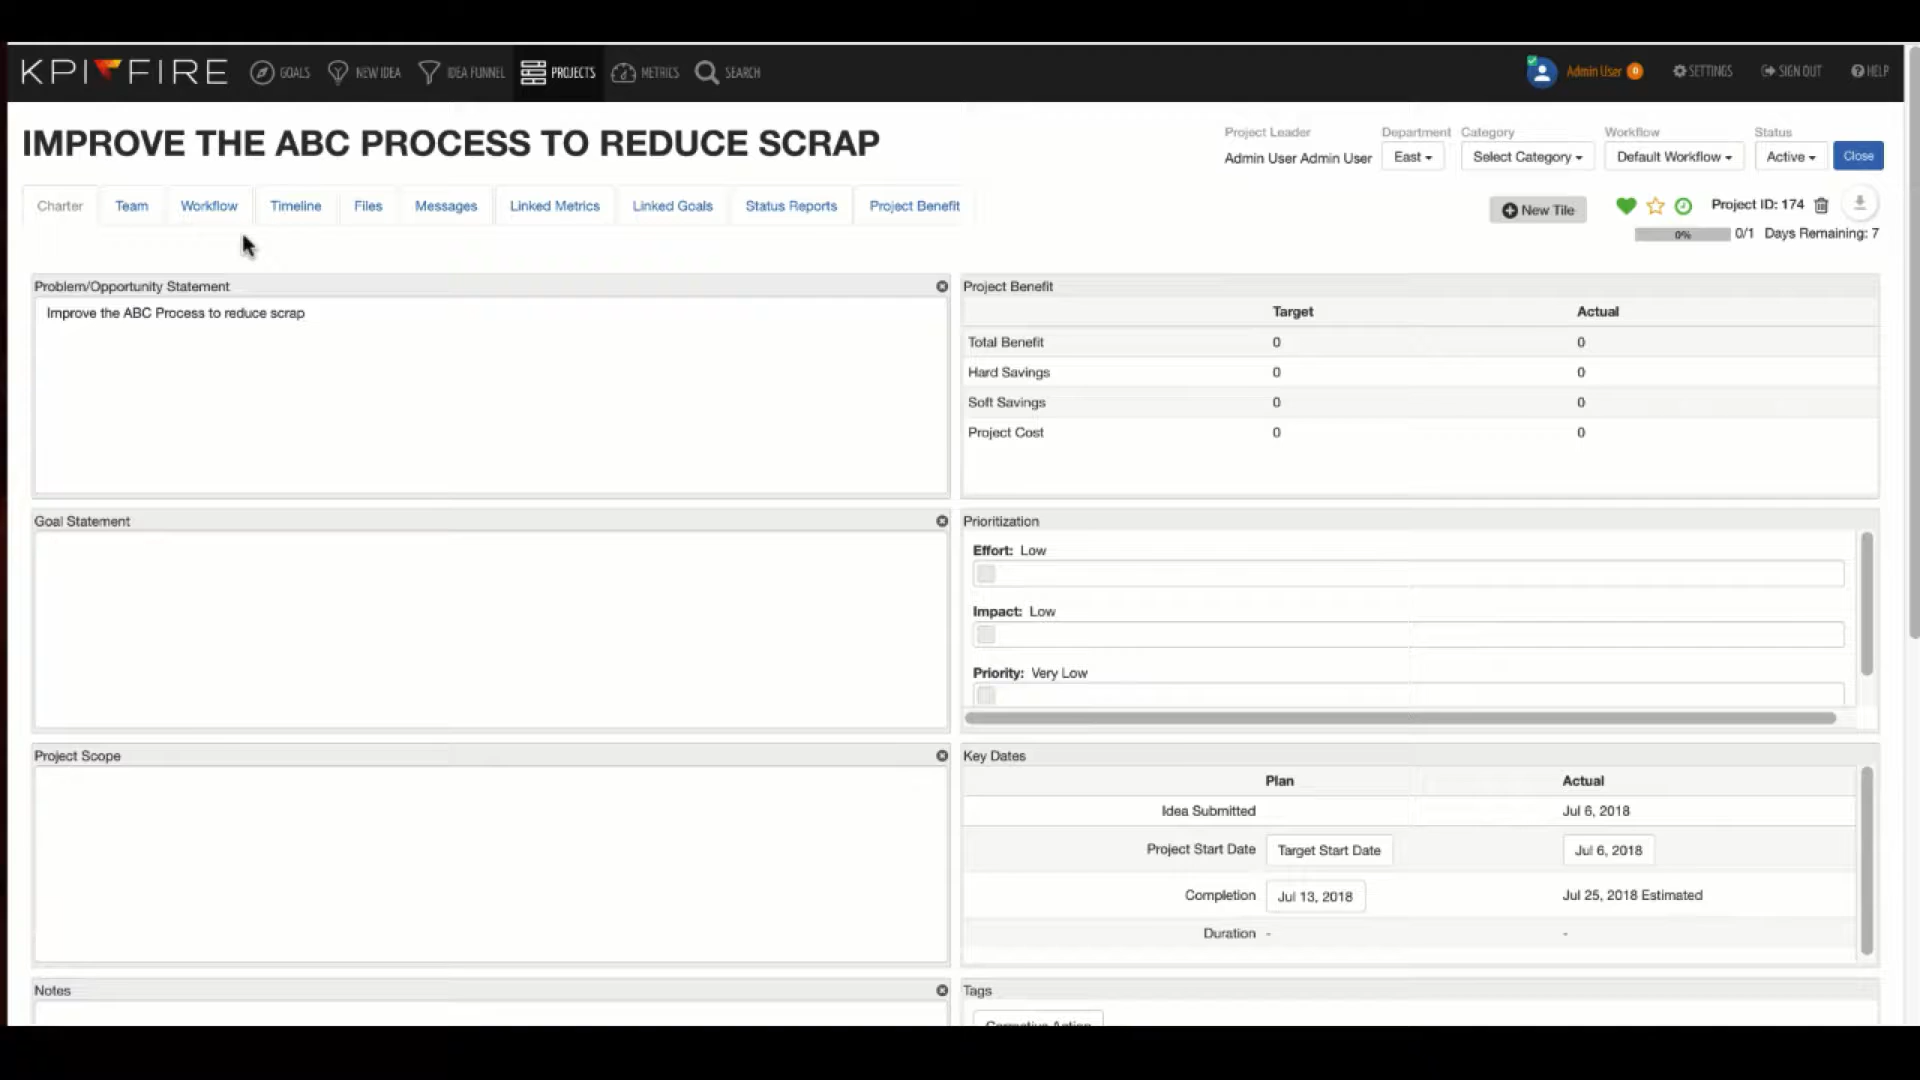 KPI FIRE GOALS NEW IDEA IDEA FUNNEL PROJECTS METRICS SEARCH Admin User 0 SETTINGS SIGN OUT HELP
IMPROVE THE ABC PROCESS TO REDUCE SCRAP
Project Leader Department Category Workflow Status
Admin User Admin User East Select Category Default Workflow Active Close
Charter Team Workflow Timeline Files Messages Linked Metrics Linked Goals Status Reports Project Benefit
New Tile Project ID: 174
0% 0/1 Days Remaining: 7
Problem/Opportunity Statement
Improve the ABC Process to reduce scrap
Project Benefit
Target Actual
Total Benefit 0 0
Hard Savings 0 0
Soft Savings 0 0
Project Cost 0 0
Goal Statement
Prioritization
Effort: Low
Impact: Low
Priority: Very Low
Project Scope
Key Dates
Plan Actual
Idea Submitted Jul 6, 2018
Project Start Date Target Start Date Jul 6, 2018
Completion Jul 13, 2018 Jul 25, 2018 Estimated
Duration - -
Notes
Tags
Corrective Action